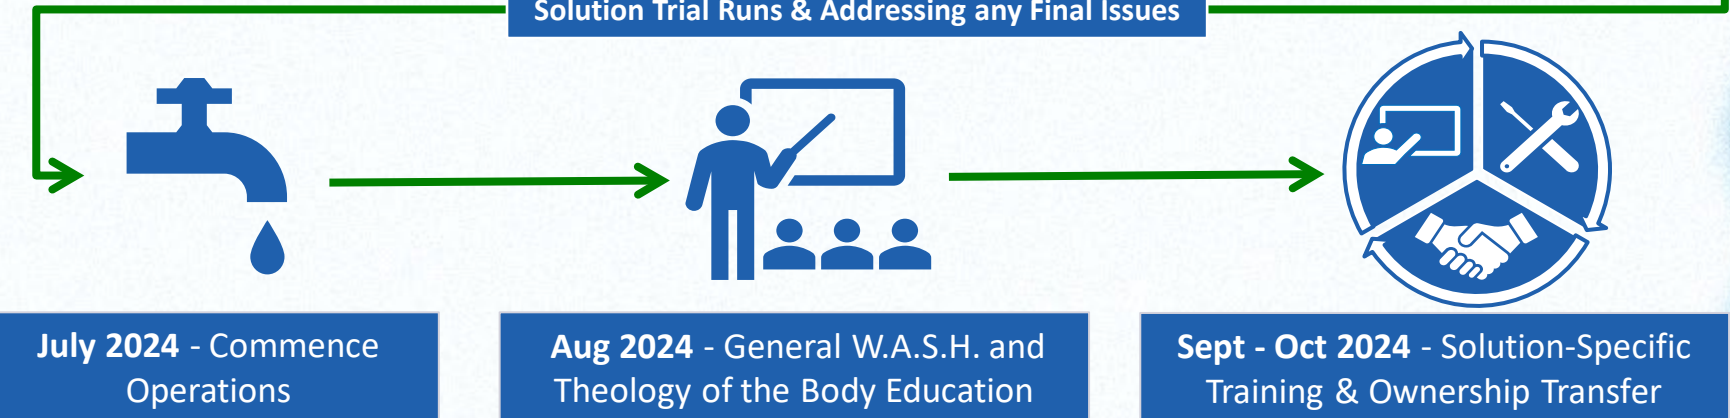 Solution Trial Runs & Addressing any Final Issues
July 2024 - Commence
Operations
Aug 2024 - General W.A.S.H. and
Theology of the Body Education
Sept - Oct 2024 - Solution-Specific
Training & Ownership Transfer